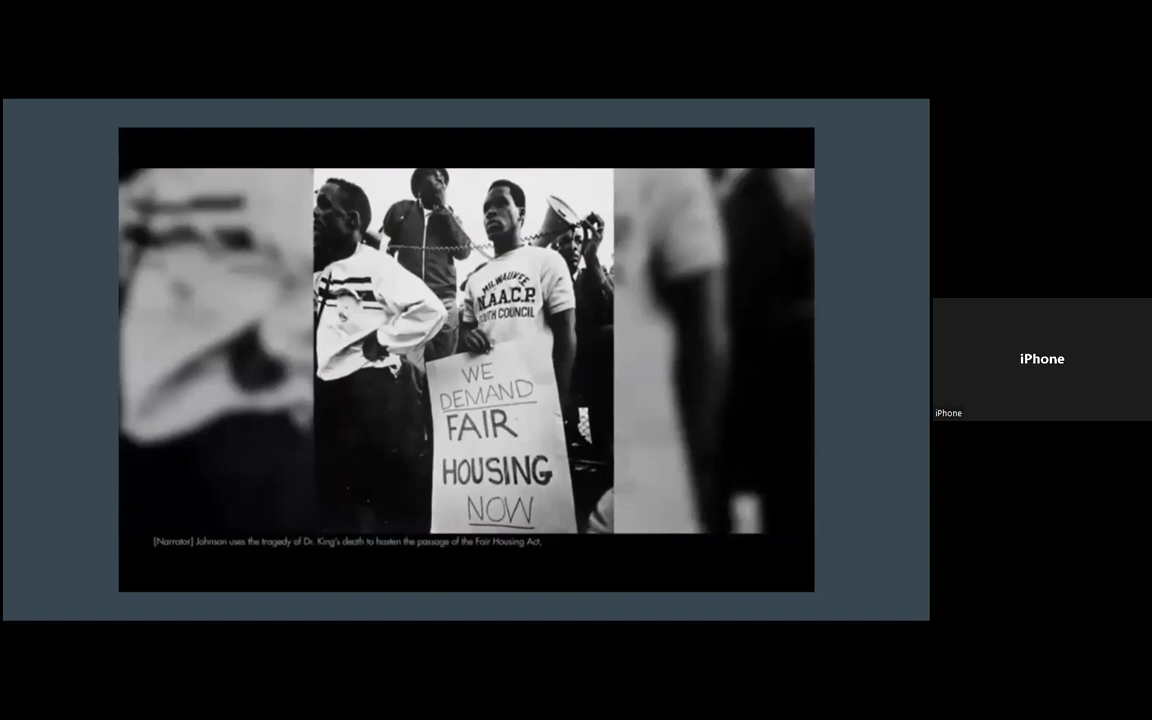 MILWAUKEE
N.A.A.C.P.
YOUTH COUNCIL
WE
DEMAND
FAIR
HOUSING
NOW
[Narrator] Johnson uses the tragedy of Dr. King's death to hasten the passage of the Fair Housing Act,
iPhone
iPhone